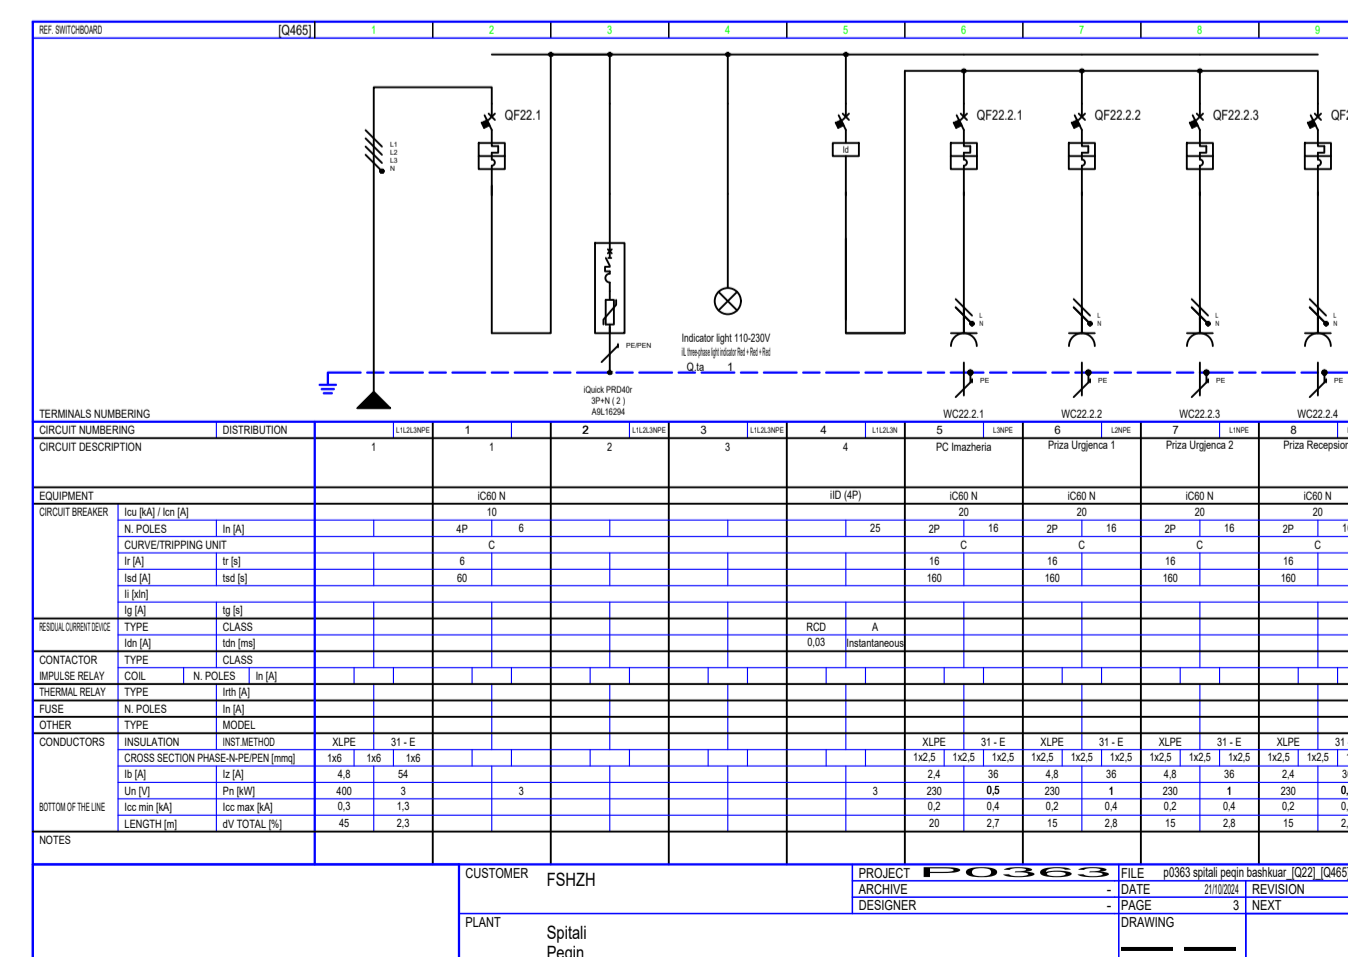 REF. SWITCHBOARD [Q465] 1 2 3 4 5 6 7 8 9
QF22.1 QF22.2.1 QF22.2.2 QF22.2.3
L1
L2
L3
N
Id
L
N
L
N
L
N
L
N
PE/PEN
Indicator light 110-230V
iL three-phase light indicator Red + Red + Red
Q.ta 1
PE PE PE PE
iQuick PRD40r
3P+N ( 2 )
A9L16294
TERMINALS NUMBERING WC22.2.1 WC22.2.2 WC22.2.3 WC22.2.4
CIRCUIT NUMBERING DISTRIBUTION L1L2L3NPE 1 2 L1L2L3NPE 3 L1L2L3NPE 4 L1L2L3N 5 L3NPE 6 L2NPE 7 L1NPE 8
CIRCUIT DESCRIPTION 1 1 2 3 4 PC Imazheria Priza Urgjenca 1 Priza Urgjenca 2 Priza Recepsion
EQUIPMENT iC60 N iID (4P) iC60 N iC60 N iC60 N iC60 N
CIRCUIT BREAKER Icu [kA] / Icn [A] 10 20 20 20 20
N. POLES In [A] 4P 6 25 2P 16 2P 16 2P 16 2P
CURVE/TRIPPING UNIT C C C C C
Ir [A] tr [s] 6 16 16 16 16
Isd [A] tsd [s] 60 160 160 160 160
Ii [xIn]
Ig [A] tg [s]
RESIDUAL CURRENT DEVICE TYPE CLASS RCD A
Idn [A] tdn [ms] 0,03 Instantaneous
CONTACTOR TYPE CLASS
IMPULSE RELAY COIL N. POLES In [A]
THERMAL RELAY TYPE Irth [A]
FUSE N. POLES In [A]
OTHER TYPE MODEL
CONDUCTORS INSULATION INST.METHOD XLPE 31 - E XLPE 31 - E XLPE 31 - E XLPE 31 - E XLPE 31
CROSS SECTION PHASE-N-PE/PEN [mmq] 1x6 1x6 1x6 1x2,5 1x2,5 1x2,5 1x2,5 1x2,5 1x2,5 1x2,5 1x2,5 1x2,5 1x2,5 1x2,5
Ib [A] Iz [A] 4,8 54 2,4 36 4,8 36 4,8 36 2,4
Un [V] Pn [kW] 400 3 3 3 230 0,5 230 1 230 1 230 0,
BOTTOM OF THE LINE Icc min [kA] Icc max [kA] 0,3 1,3 0,2 0,4 0,2 0,4 0,2 0,4 0,2 0,
LENGTH [m] dV TOTAL [%] 45 2,3 20 2,7 15 2,8 15 2,8 15 2,
NOTES
CUSTOMER FSHZH PROJECT P0363 FILE p0363 spitali peqin bashkuar_[Q22]_[Q465]
ARCHIVE - DATE 21/10/2024 REVISION
DESIGNER - PAGE 3 NEXT
PLANT Spitali DRAWING
Peqin